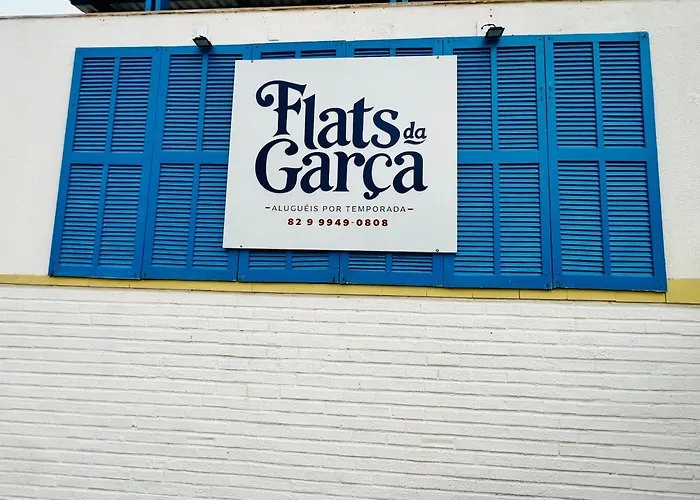 Flats da
Garça
-ALUGUÉIS POR TEMPORADA-
82 9 9949-0808